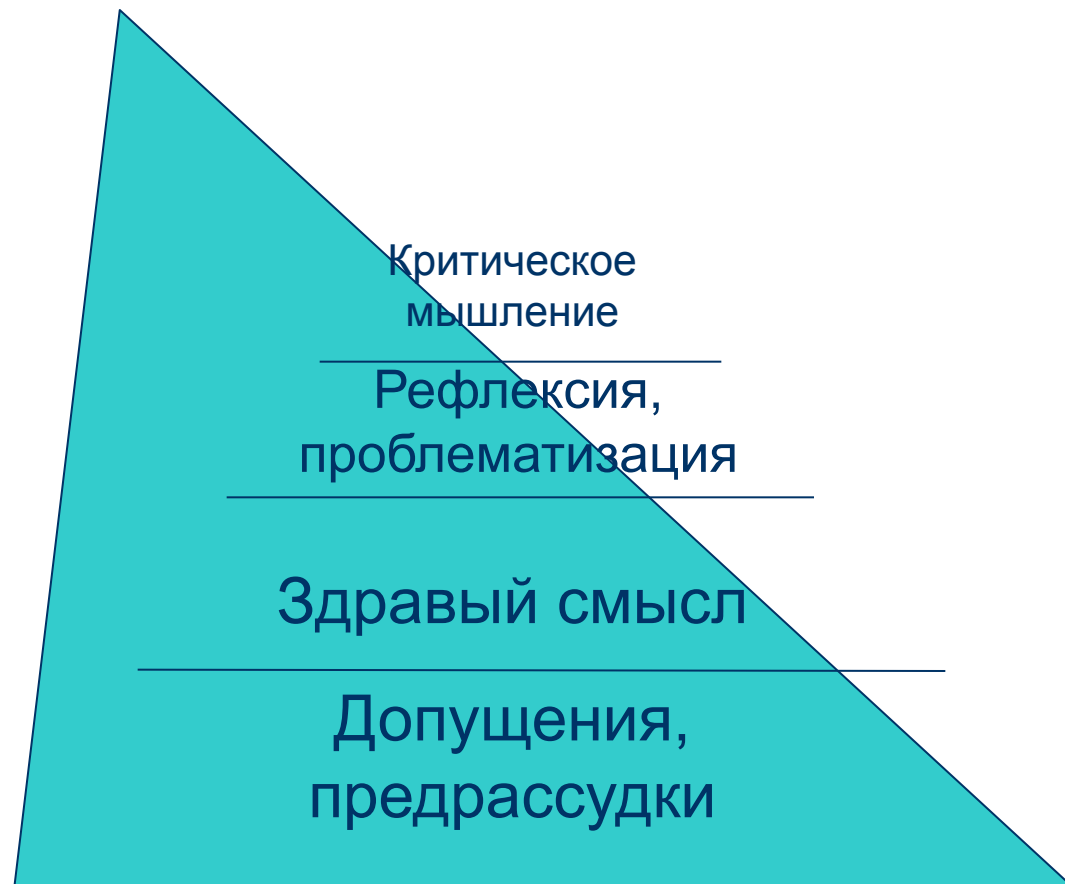 Критическое
мышление
Рефлексия,
проблематизация
Здравый смысл
Допущения,
предрассудки